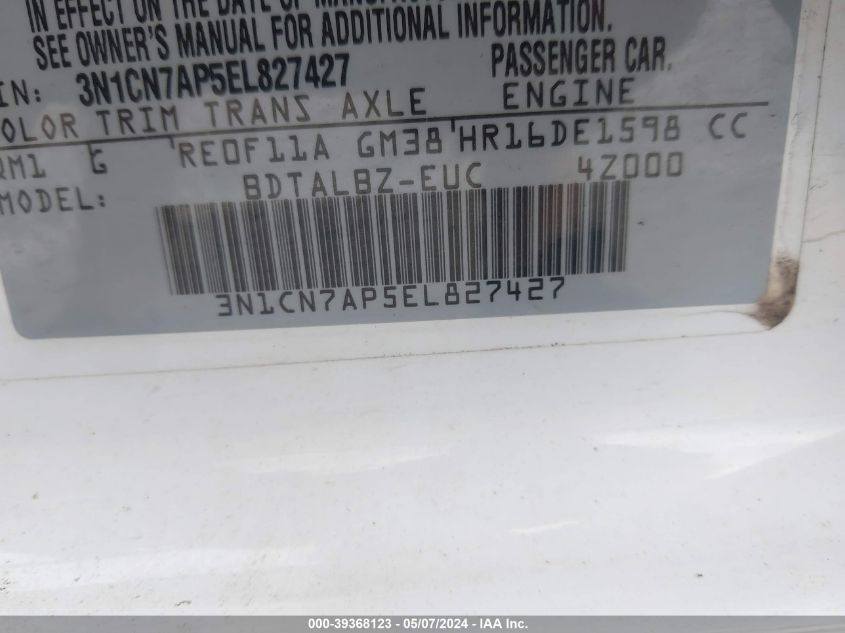 IN EFFECT ON THE DATE OF MANUFACTURE
SEE OWNER'S MANUAL FOR ADDITIONAL INFORMATION.
IN: 3N1CN7AP5EL827427 PASSENGER CAR.
OLOR TRIM TRANS AXLE ENGINE
QM1 G RE0F11A GM38 HR16DE1598 CC
MODEL: BDTALBZ-EUC 4Z000
3N1CN7AP5EL827427
000-39368123 — 05/07/2024 — IAA Inc.